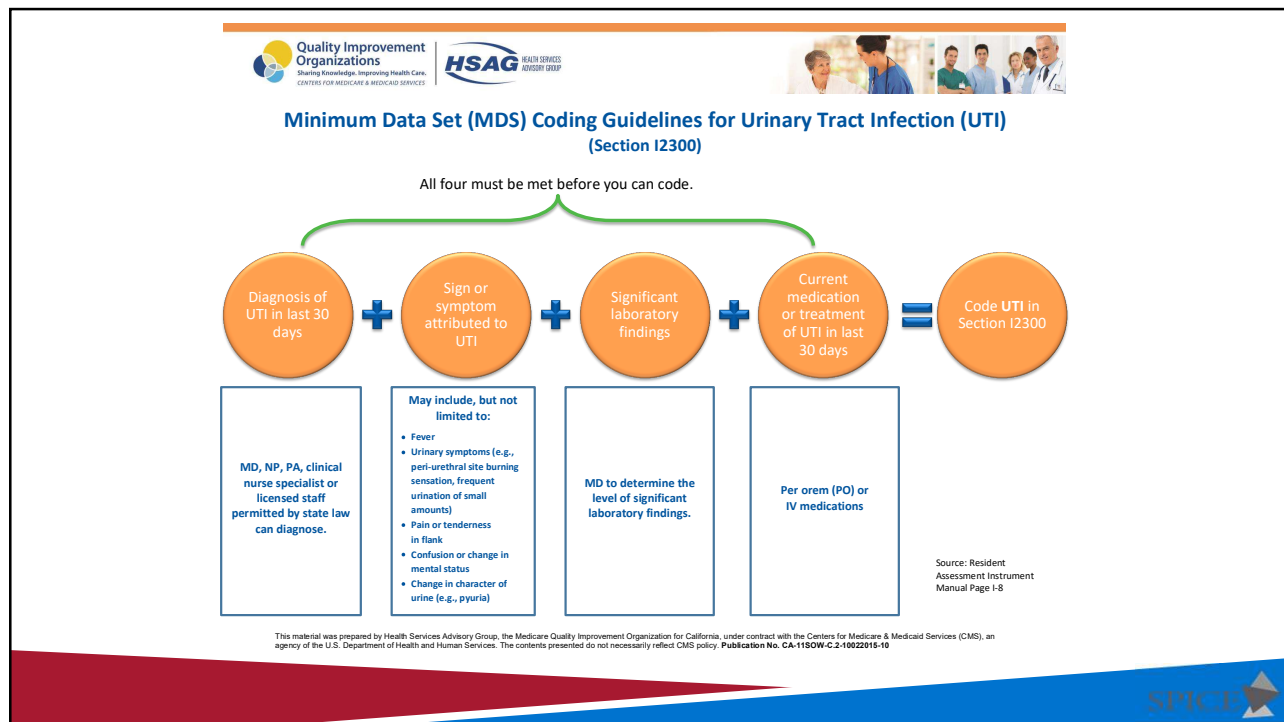 Quality Improvement
Organizations
Sharing Knowledge. Improving Health Care.
CENTERS FOR MEDICARE & MEDICAID SERVICES
HSAG HEALTH SERVICES
ADVISORY GROUP
Minimum Data Set (MDS) Coding Guidelines for Urinary Tract Infection (UTI)
(Section I2300)
All four must be met before you can code.
Diagnosis of
UTI in last 30
days
Sign or
symptom
attributed to
UTI
Significant
laboratory
findings
Current
medication
or treatment
of UTI in last
30 days
Code UTI in
Section I2300
MD, NP, PA, clinical
nurse specialist or
licensed staff
permitted by state law
can diagnose.
May include, but not
limited to:
• Fever
• Urinary symptoms (e.g.,
peri-urethral site burning
sensation, frequent
urination of small
amounts)
• Pain or tenderness
in flank
• Confusion or change in
mental status
• Change in character of
urine (e.g., pyuria)
MD to determine the
level of significant
laboratory findings.
Per orem (PO) or
IV medications
Source: Resident
Assessment Instrument
Manual Page I-8
This material was prepared by Health Services Advisory Group, the Medicare Quality Improvement Organization for California, under contract with the Centers for Medicare & Medicaid Services (CMS), an
agency of the U.S. Department of Health and Human Services. The contents presented do not necessarily reflect CMS policy. Publication No. CA-11SOW-C.2-10022015-10
SPICE